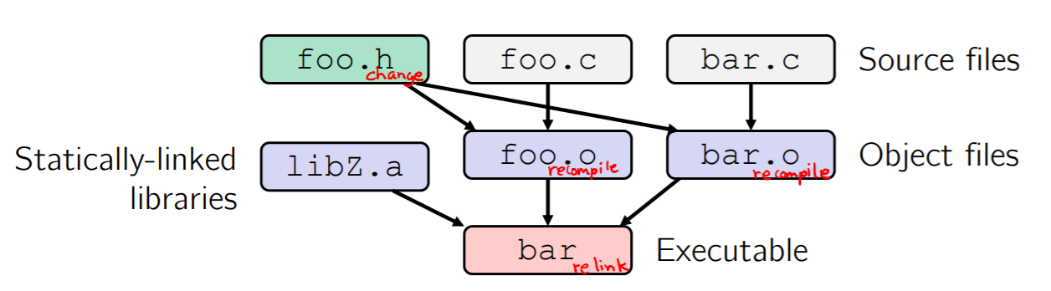 foo.h
change
foo.c
bar.c
Source files
Statically-linked
libraries
libZ.a
foo.o
recompile
bar.o
recompile
Object files
bar
relink
Executable